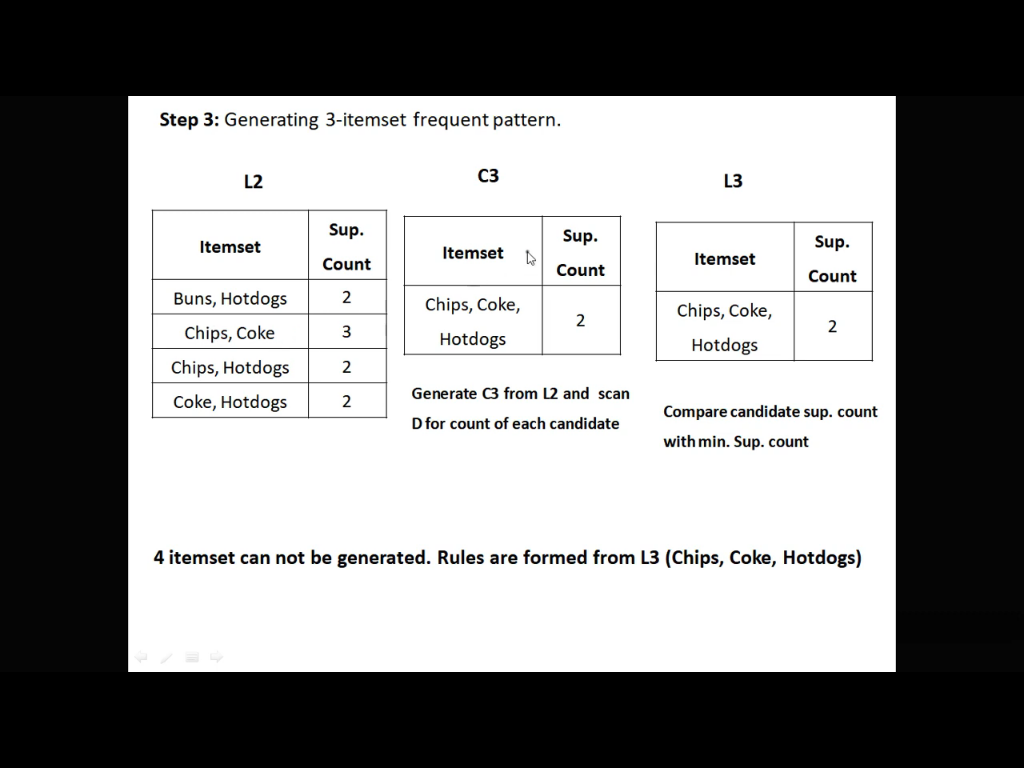 Step 3: Generating 3-itemset frequent pattern.
L2
Itemset
Sup.
Count
Buns, Hotdogs 2
Chips, Coke 3
Chips, Hotdogs 2
Coke, Hotdogs 2
C3
Itemset
Sup.
Count
Chips, Coke,
Hotdogs
2
Generate C3 from L2 and scan
D for count of each candidate
L3
Itemset
Sup.
Count
Chips, Coke,
Hotdogs
2
Compare candidate sup. count
with min. Sup. count
4 itemset can not be generated. Rules are formed from L3 (Chips, Coke, Hotdogs)